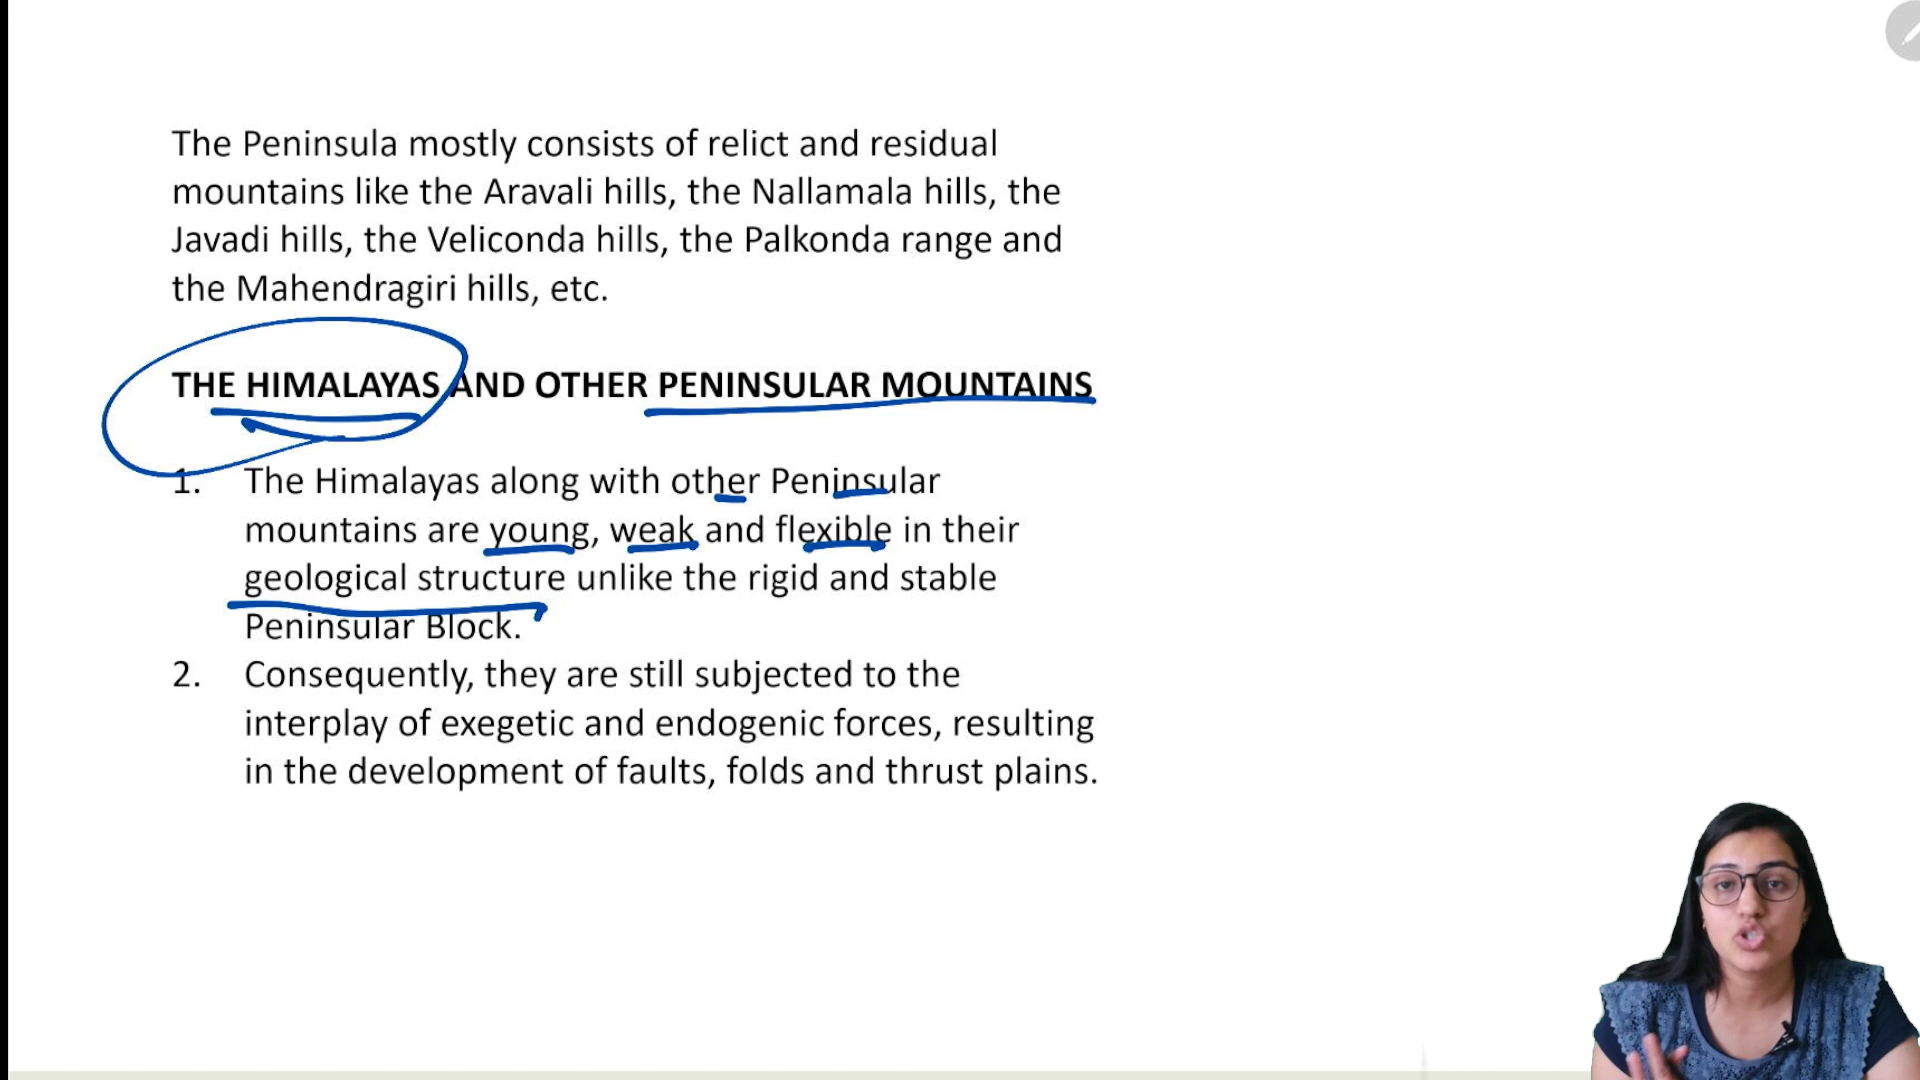 The Peninsula mostly consists of relict and residual
mountains like the Aravali hills, the Nallamala hills, the
Javadi hills, the Veliconda hills, the Palkonda range and
the Mahendragiri hills, etc.
THE HIMALAYAS AND OTHER PENINSULAR MOUNTAINS
1. The Himalayas along with other Peninsular
mountains are young, weak and flexible in their
geological structure unlike the rigid and stable
Peninsular Block.
2. Consequently, they are still subjected to the
interplay of exegetic and endogenic forces, resulting
in the development of faults, folds and thrust plains.